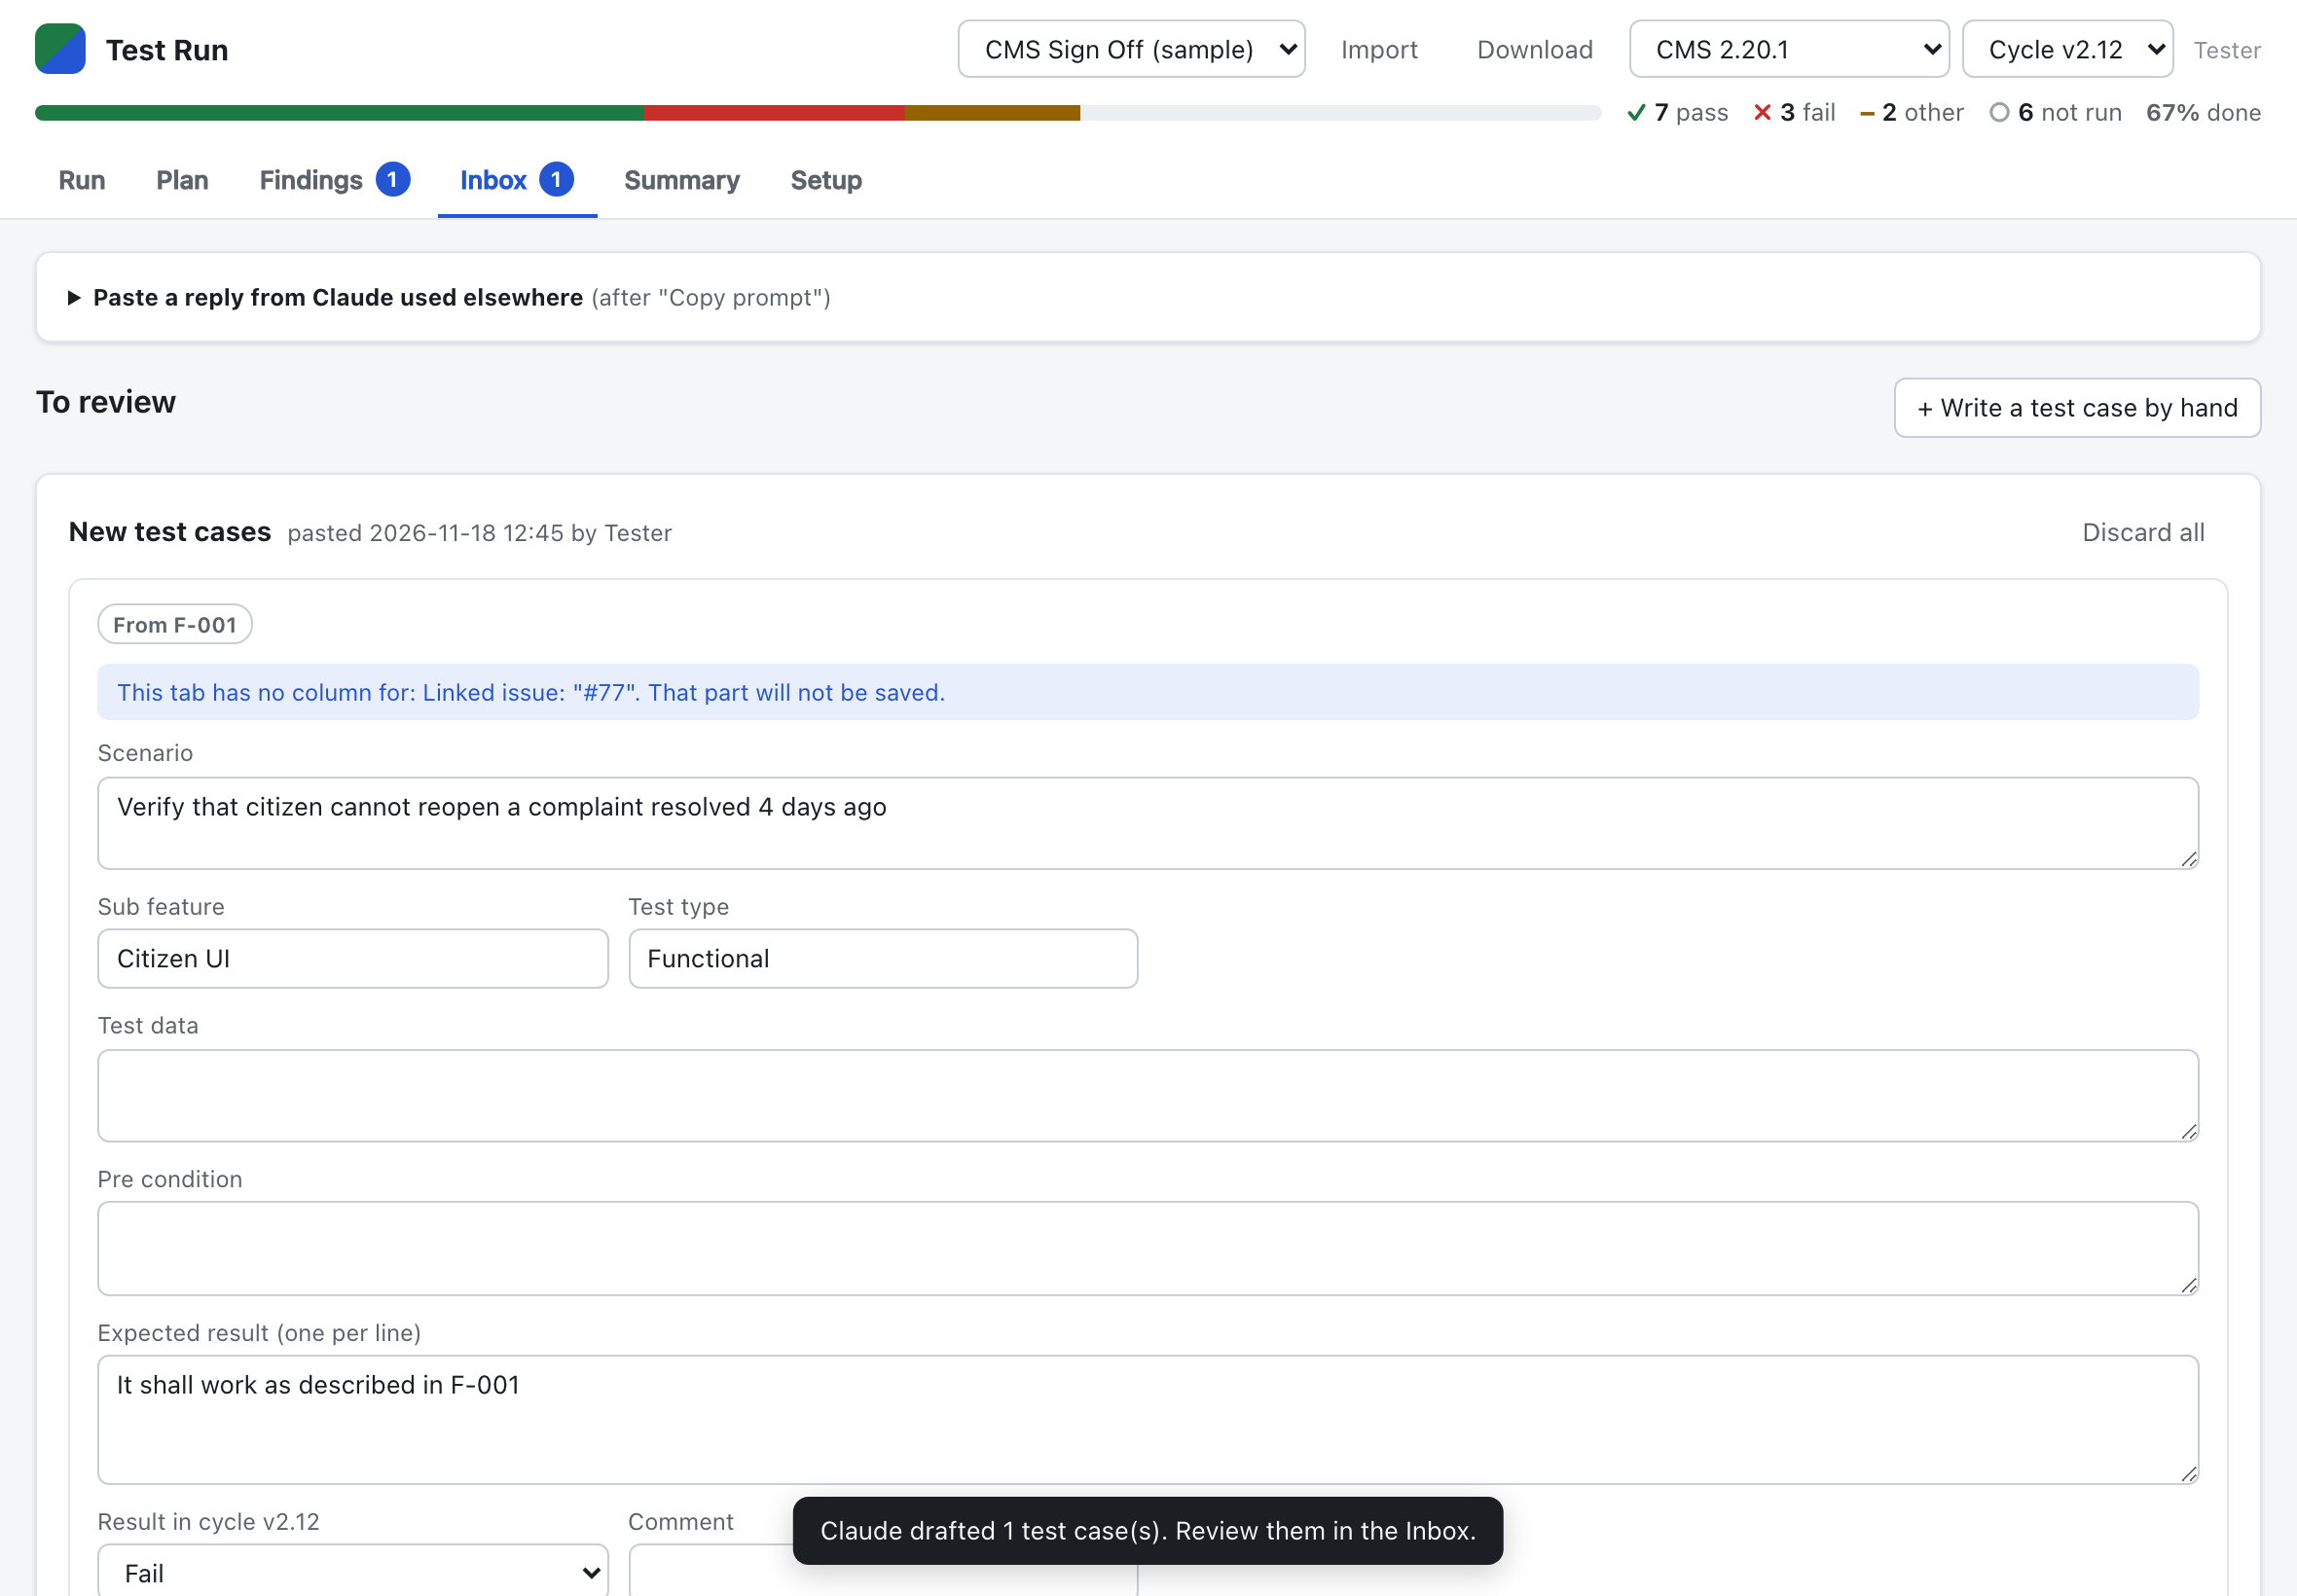 Test Run
CMS Sign Off (sample)
Import
Download
CMS 2.20.1
Cycle v2.12
Tester
7 pass
3 fail
2 other
6 not run
67% done
Run
Plan
Findings 1
Inbox 1
Summary
Setup
Paste a reply from Claude used elsewhere (after "Copy prompt")
To review
+ Write a test case by hand
New test cases pasted 2026-11-18 12:45 by Tester
Discard all
From F-001
This tab has no column for: Linked issue: "#77". That part will not be saved.
Scenario
Verify that citizen cannot reopen a complaint resolved 4 days ago
Sub feature
Test type
Citizen UI
Functional
Test data
Pre condition
Expected result (one per line)
It shall work as described in F-001
Result in cycle v2.12
Comment
Claude drafted 1 test case(s). Review them in the Inbox.
Fail